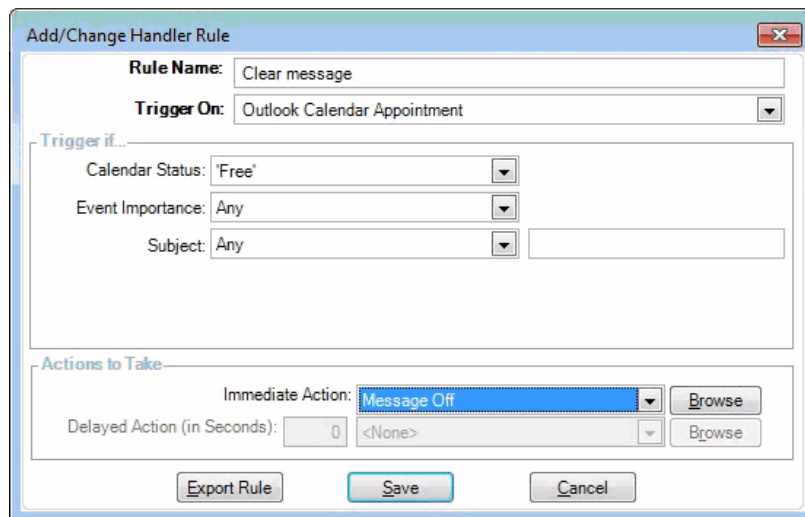 Add/Change Handler Rule
Rule Name: Clear message
Trigger On: Outlook Calendar Appointment
Trigger if...
Calendar Status: 'Free'
Event Importance: Any
Subject: Any
Actions to Take
Immediate Action: Message Off Browse
Delayed Action (in Seconds): 0 <None> Browse
Export Rule Save Cancel